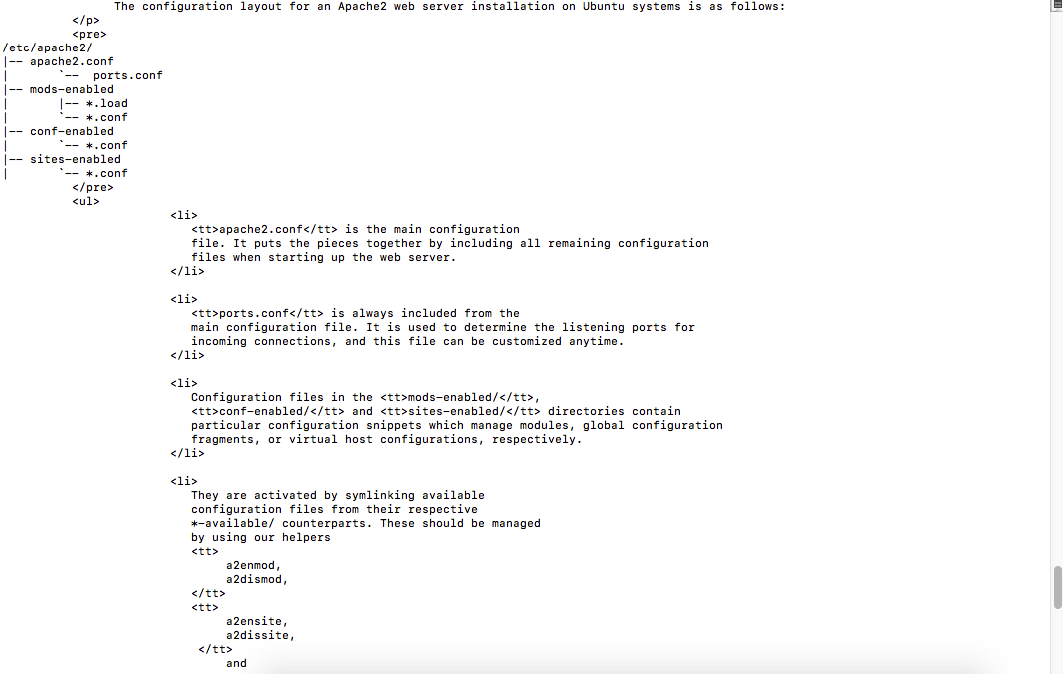 The configuration layout for an Apache2 web server installation on Ubuntu systems is as follows:
</p>
<pre>
/etc/apache2/
|-- apache2.conf
|       `--  ports.conf
|-- mods-enabled
|       |-- *.load
|       `-- *.conf
|-- conf-enabled
|       `-- *.conf
|-- sites-enabled
|       `-- *.conf
</pre>
<ul>
<li>
<tt>apache2.conf</tt> is the main configuration
file. It puts the pieces together by including all remaining configuration
files when starting up the web server.
</li>
<li>
<tt>ports.conf</tt> is always included from the
main configuration file. It is used to determine the listening ports for
incoming connections, and this file can be customized anytime.
</li>
<li>
Configuration files in the <tt>mods-enabled/</tt>,
<tt>conf-enabled/</tt> and <tt>sites-enabled/</tt> directories contain
particular configuration snippets which manage modules, global configuration
fragments, or virtual host configurations, respectively.
</li>
<li>
They are activated by symlinking available
configuration files from their respective
*-available/ counterparts. These should be managed
by using our helpers
<tt>
a2enmod,
a2dismod,
</tt>
<tt>
a2ensite,
a2dissite,
</tt>
and